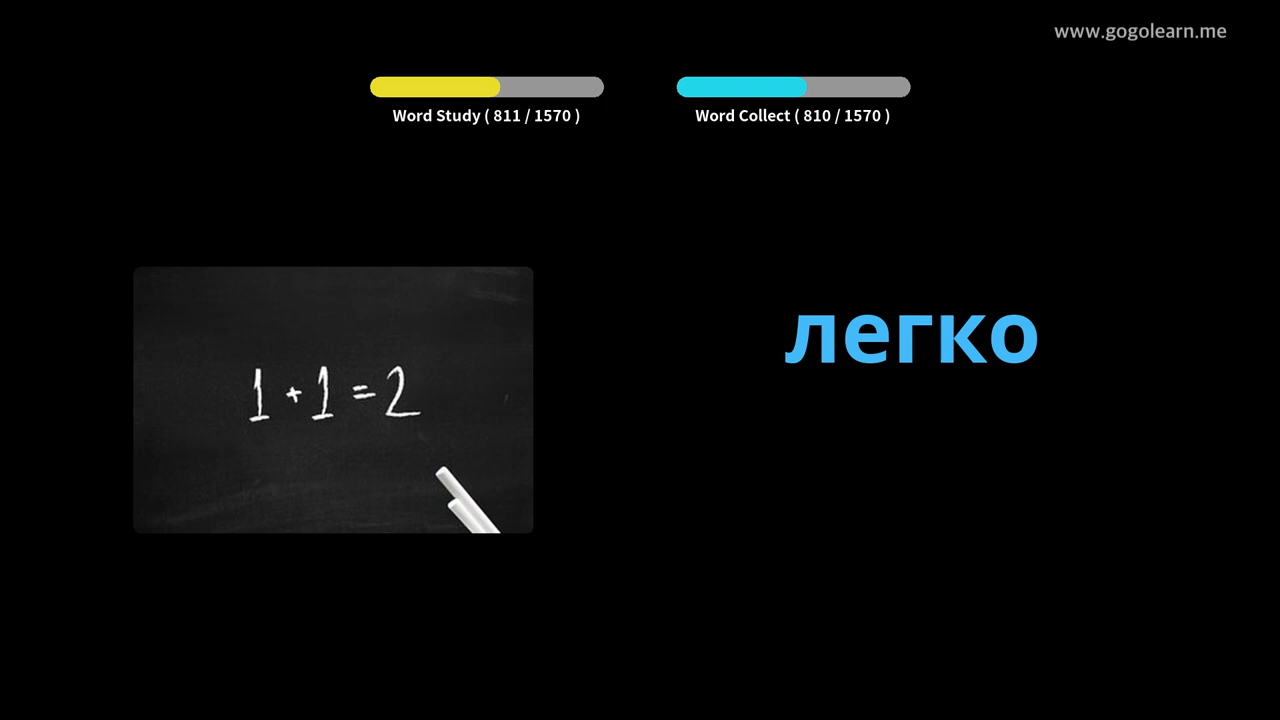 www.gogolearn.me
Word Study ( 811 / 1570 )
Word Collect ( 810 / 1570 )
легко
1 + 1 = 2